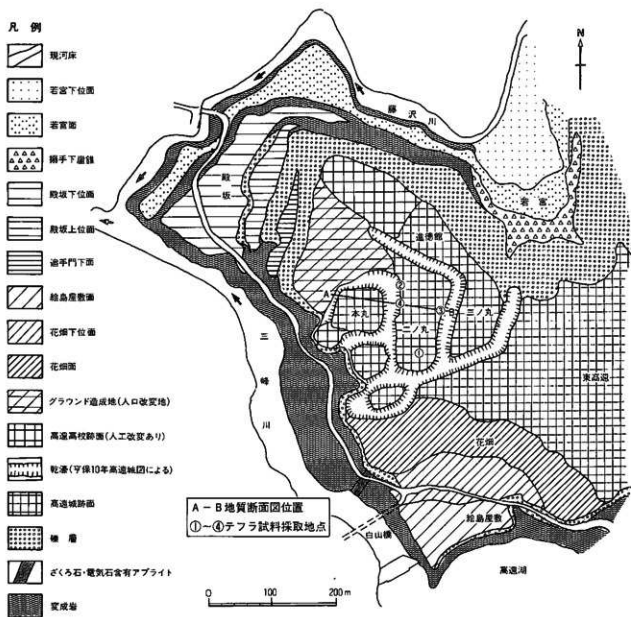 凡例
現河床
若宮下位面
若宮面
搦手下崖錐
殿坂下位面
殿坂上位面
追手門下面
絵島屋敷面
花畑下位面
花畑面
グラウンド造成地(人口改変地)
高遠高校跡面(人工改変あり)
乾濠(平保10年高遠城図による)
高遠城跡面
礫層
ざくろ石・電気石含有アプライト
変成岩
N
藤沢川
若宮
殿坂
進徳館
A
本丸
②
④
③
B
二ノ丸
三ノ丸
①
東高遠
三峰川
花畑
A－B地質断面図位置
①～④テフラ試料採取地点
絵島屋敷
白山橋
高遠湖
0 100 200m